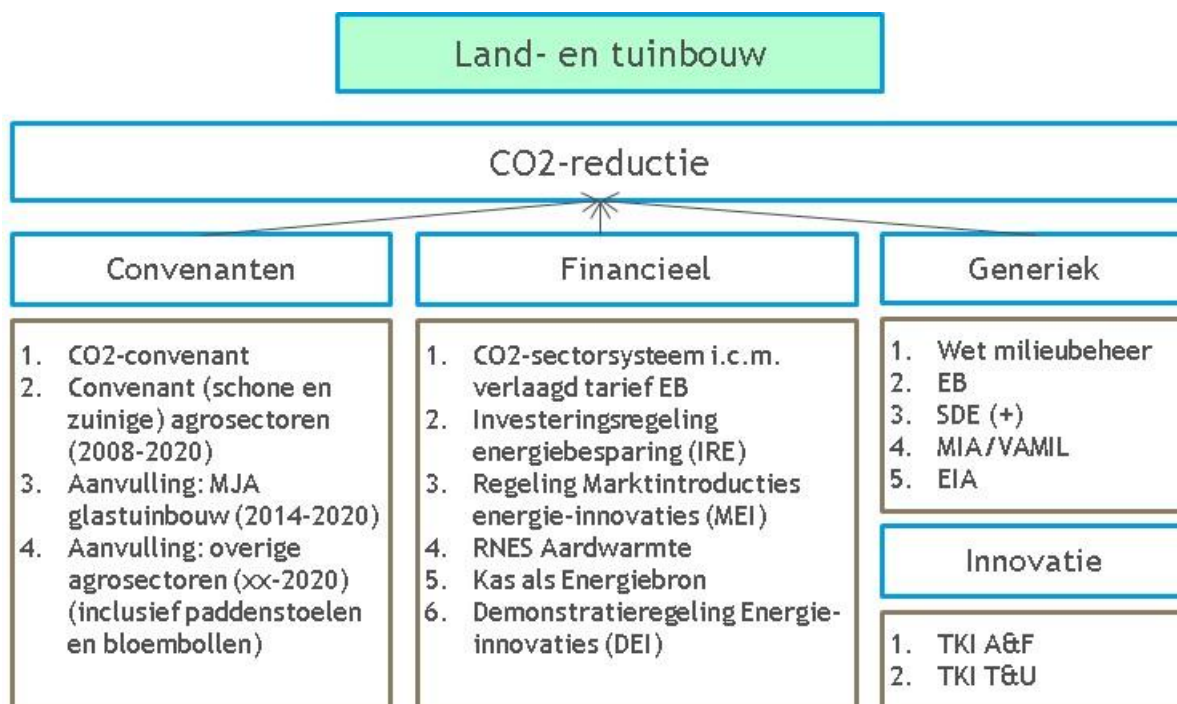 Land- en tuinbouw
CO2-reductie
Convenanten
1. CO2-convenant
2. Convenant (schone en
zuinige) agrosectoren
(2008-2020)
3. Aanvulling: MJA
glastuinbouw (2014-2020)
4. Aanvulling: overige
agrosectoren (xx-2020)
(inclusief paddenstoelen
en bloembollen)
Financieel
1. CO2-sectorsysteem i.c.m.
verlaagd tarief EB
2. Investeringsregeling
energiebesparing (IRE)
3. Regeling Marktintroducties
energie-innovaties (MEI)
4. RNES Aardwarmte
5. Kas als Energiebron
6. Demonstratieregeling Energie-
innovaties (DEI)
Generiek
1. Wet milieubeheer
2. EB
3. SDE (+)
4. MIA/VAMIL
5. EIA
Innovatie
1. TKI A&F
2. TKI T&U